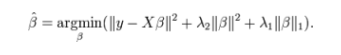 β̂ = argmin(‖y − Xβ‖² + λ₂‖β‖² + λ₁‖β‖₁).
β